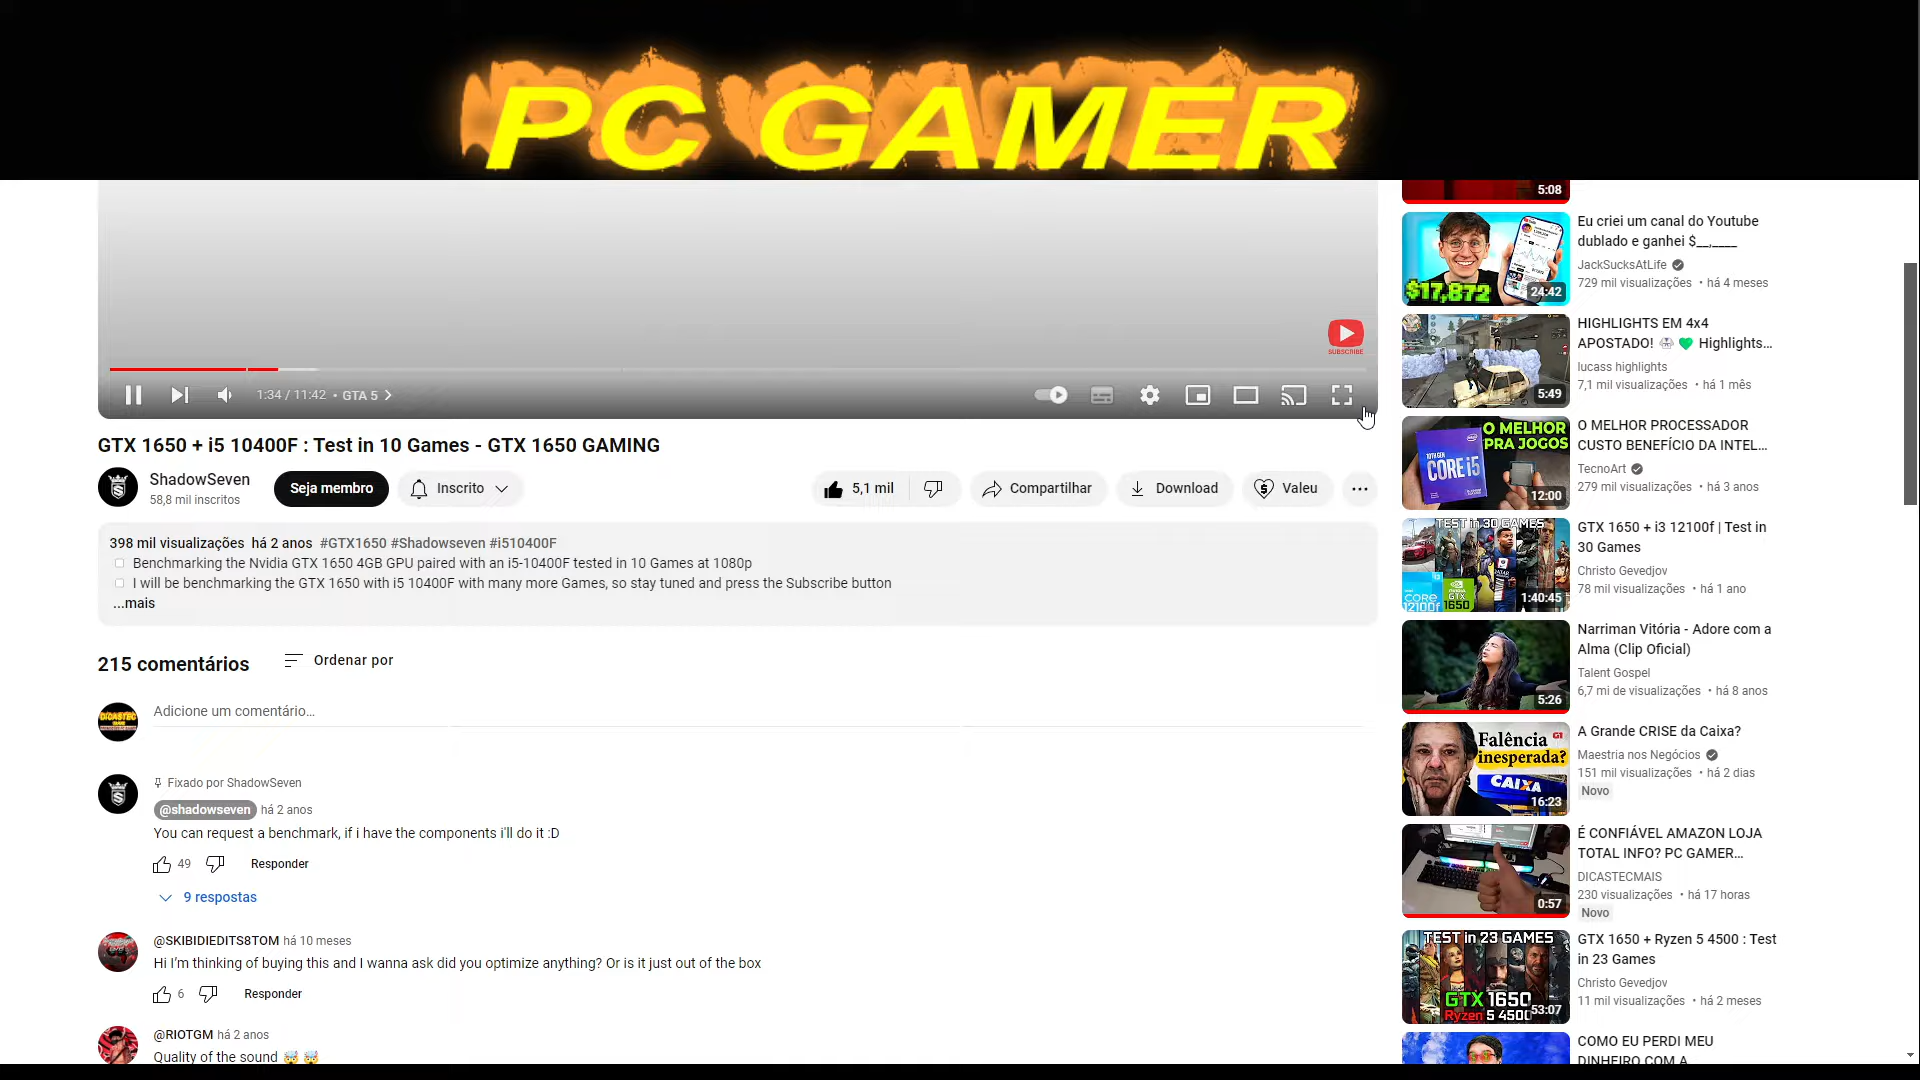 PC GAMER
SUBSCRIBE
1:34 / 11:42 • GTA 5
GTX 1650 + i5 10400F : Test in 10 Games - GTX 1650 GAMING
ShadowSeven
58,8 mil inscritos
Seja membro
Inscrito
5,1 mil
Compartilhar
Download
Valeu
398 mil visualizações há 2 anos #GTX1650 #Shadowseven #i510400F
Benchmarking the Nvidia GTX 1650 4GB GPU paired with an i5-10400F tested in 10 Games at 1080p
I will be benchmarking the GTX 1650 with i5 10400F with many more Games, so stay tuned and press the Subscribe button
...mais
215 comentários
Ordenar por
DICASTEC
Adicione um comentário...
Fixado por ShadowSeven
@shadowseven há 2 anos
You can request a benchmark, if i have the components i'll do it :D
49
Responder
9 respostas
@SKIBIDIEDITS8TOM há 10 meses
Hi I'm thinking of buying this and I wanna ask did you optimize anything? Or is it just out of the box
6
Responder
@RIOTGM há 2 anos
Quality of the sound 🤯 🤯
5:08
$17,872
24:42
Eu criei um canal do Youtube
dublado e ganhei $__,____
JackSucksAtLife
729 mil visualizações • há 4 meses
5:49
HIGHLIGHTS EM 4x4
APOSTADO! 💚 Highlights...
lucass highlights
7,1 mil visualizações • há 1 mês
O MELHOR
PRA JOGOS
CORE i5
12:00
O MELHOR PROCESSADOR
CUSTO BENEFÍCIO DA INTEL...
TecnoArt
279 mil visualizações • há 3 anos
TEST in 30 GAMES
CORE
12100f
GTX
1650
1:40:45
GTX 1650 + i3 12100f | Test in
30 Games
Christo Gevedjov
78 mil visualizações • há 1 ano
5:26
Narriman Vitória - Adore com a
Alma (Clip Oficial)
Talent Gospel
6,7 mi de visualizações • há 8 anos
Falência
inesperada?
G1
CAIXA
16:23
A Grande CRISE da Caixa?
Maestria nos Negócios
151 mil visualizações • há 2 dias
Novo
0:57
É CONFIÁVEL AMAZON LOJA
TOTAL INFO? PC GAMER...
DICASTECMAIS
230 visualizações • há 17 horas
Novo
TEST in 23 GAMES
GTX 1650
Ryzen 5 4500
53:07
GTX 1650 + Ryzen 5 4500 : Test
in 23 Games
Christo Gevedjov
11 mil visualizações • há 2 meses
COMO EU PERDI MEU
DINHEIRO COM A